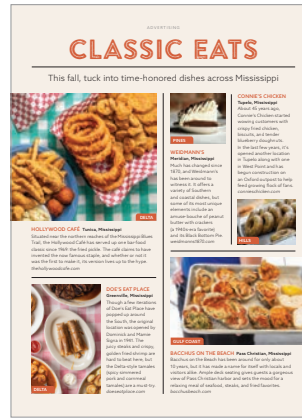 ADVERTISING
CLASSIC EATS
This fall, tuck into time-honored dishes across Mississippi
DELTA
HOLLYWOOD CAFÉ Tunica, Mississippi
Situated near the northern reaches of the Mississippi Blues
Trail, the Hollywood Café has served up one bar-food
classic since 1969: the fried pickle. The café claims to have
invented the now famous staple, and whether or not it
was the first to make it, its version lives up to the hype.
thehollywoodcafe.com
DELTA
DOE'S EAT PLACE
Greenville, Mississippi
Though a few iterations
of Doe's Eat Place have
popped up around
the South, the original
location was opened by
Dominick and Mamie
Signa in 1941. The
juicy steaks and crispy,
golden fried shrimp are
hard to beat here, but
the Delta-style tamales
(spicy simmered
pork and cornmeal
tamales) are a must-try.
doeseatplace.com
PINES
WEIDMANN'S
Meridian, Mississippi
Much has changed since
1870, and Weidmann's
has been around to
witness it. It offers
a variety of Southern
and coastal dishes, but
some of its most unique
elements include an
amuse-bouche of peanut
butter with crackers
(a 1940s-era favorite)
and its Black Bottom Pie.
weidmanns1870.com
CONNIE'S CHICKEN
Tupelo, Mississippi
About 45 years ago,
Connie's Chicken started
wowing customers with
crispy fried chicken,
biscuits, and tender
blueberry doughnuts.
In the last few years, it's
opened another location
in Tupelo along with one
in West Point and has
begun construction on
an Oxford outpost to help
feed growing flock of fans.
connieschicken.com
HILLS
GULF COAST
BACCHUS ON THE BEACH Pass Christian, Mississippi
Bacchus on the Beach has been around for only about
10 years, but it has made a name for itself with locals and
visitors alike. Ample deck seating gives guests a gorgeous
view of Pass Christian harbor and sets the mood for a
relaxing meal of seafood, steaks, and fried favorites.
bacchusbeach.com